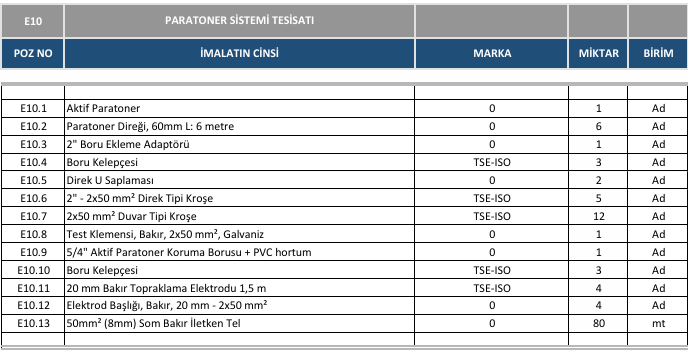 E10 PARATONER SİSTEMİ TESİSATI
POZ NO İMALATIN CİNSİ MARKA MİKTAR BİRİM
E10.1 Aktif Paratoner 0 1 Ad
E10.2 Paratoner Direği, 60mm L: 6 metre 0 6 Ad
E10.3 2" Boru Ekleme Adaptörü 0 1 Ad
E10.4 Boru Kelepçesi TSE-ISO 3 Ad
E10.5 Direk U Saplaması 0 2 Ad
E10.6 2" - 2x50 mm² Direk Tipi Kroşe TSE-ISO 5 Ad
E10.7 2x50 mm² Duvar Tipi Kroşe TSE-ISO 12 Ad
E10.8 Test Klemensi, Bakır, 2x50 mm², Galvaniz 0 1 Ad
E10.9 5/4" Aktif Paratoner Koruma Borusu + PVC hortum 0 1 Ad
E10.10 Boru Kelepçesi TSE-ISO 3 Ad
E10.11 20 mm Bakır Topraklama Elektrodu 1,5 m TSE-ISO 4 Ad
E10.12 Elektrod Başlığı, Bakır, 20 mm - 2x50 mm² 0 4 Ad
E10.13 50mm² (8mm) Som Bakır İletken Tel 0 80 mt